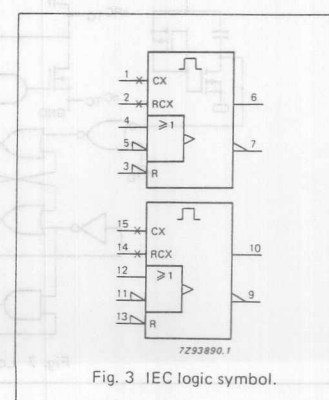 1 CX 6
2 RCX
4 ≥1 7
5
3 R
15 CX 10
14 RCX
12 ≥1 9
11
13 R
7Z93890.1
Fig. 3 IEC logic symbol.